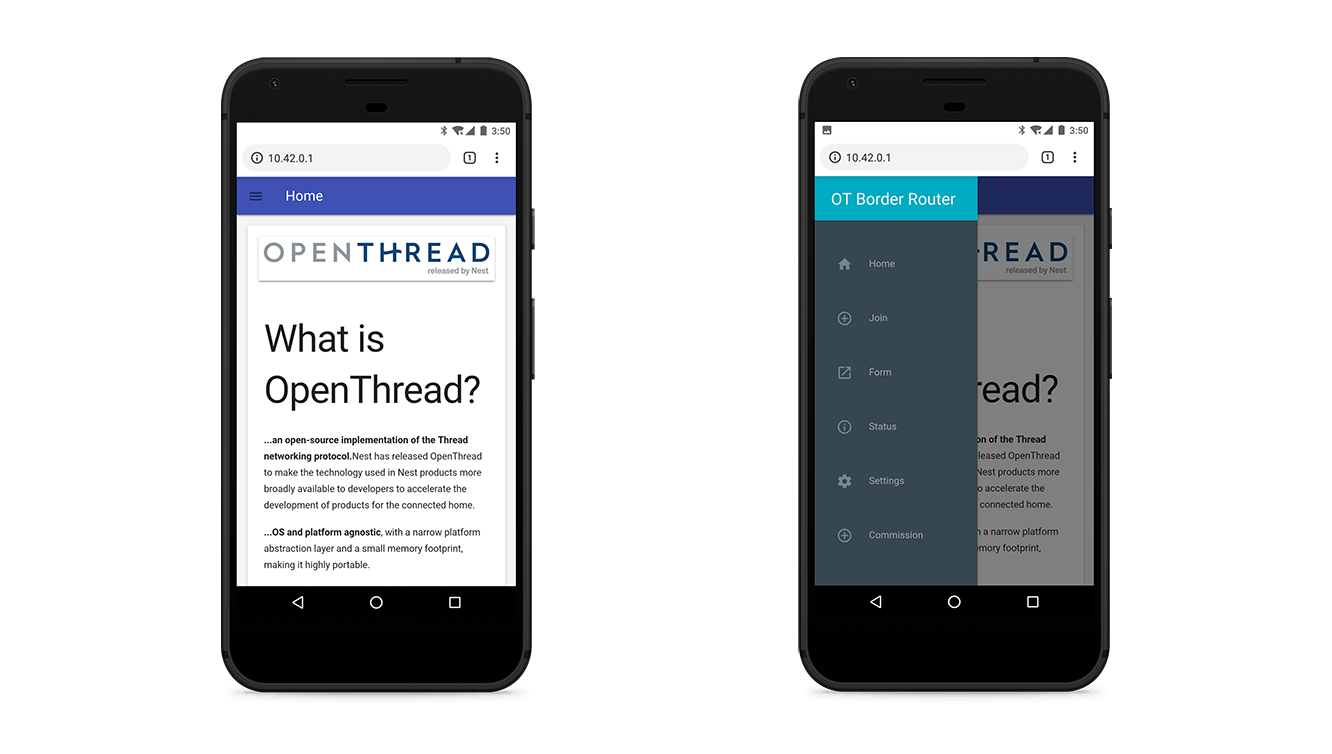 3:50
10.42.0.1
1
Home
OPENTHREAD
released by Nest
What is
OpenThread?
...an open-source implementation of the Thread
networking protocol.Nest has released OpenThread
to make the technology used in Nest products more
broadly available to developers to accelerate the
development of products for the connected home.
...OS and platform agnostic, with a narrow platform
abstraction layer and a small memory footprint,
making it highly portable.
3:50
10.42.0.1
1
OT Border Router
Home
Join
Form
Status
Settings
Commission
READ
released by Nest
read?
on of the Thread
leased OpenThread
Nest products more
o accelerate the
connected home.
h a narrow platform
mory footprint,